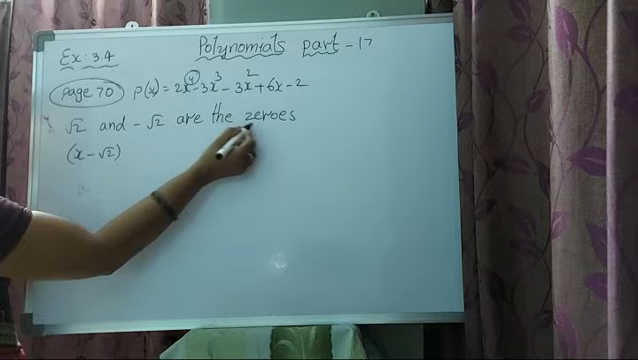 Ex: 3.4
Polynomials part - 17
page 70 p(x) = 2x⁴ - 3x³ - 3x² + 6x - 2
√2 and - √2 are the zeroes
(x - √2)